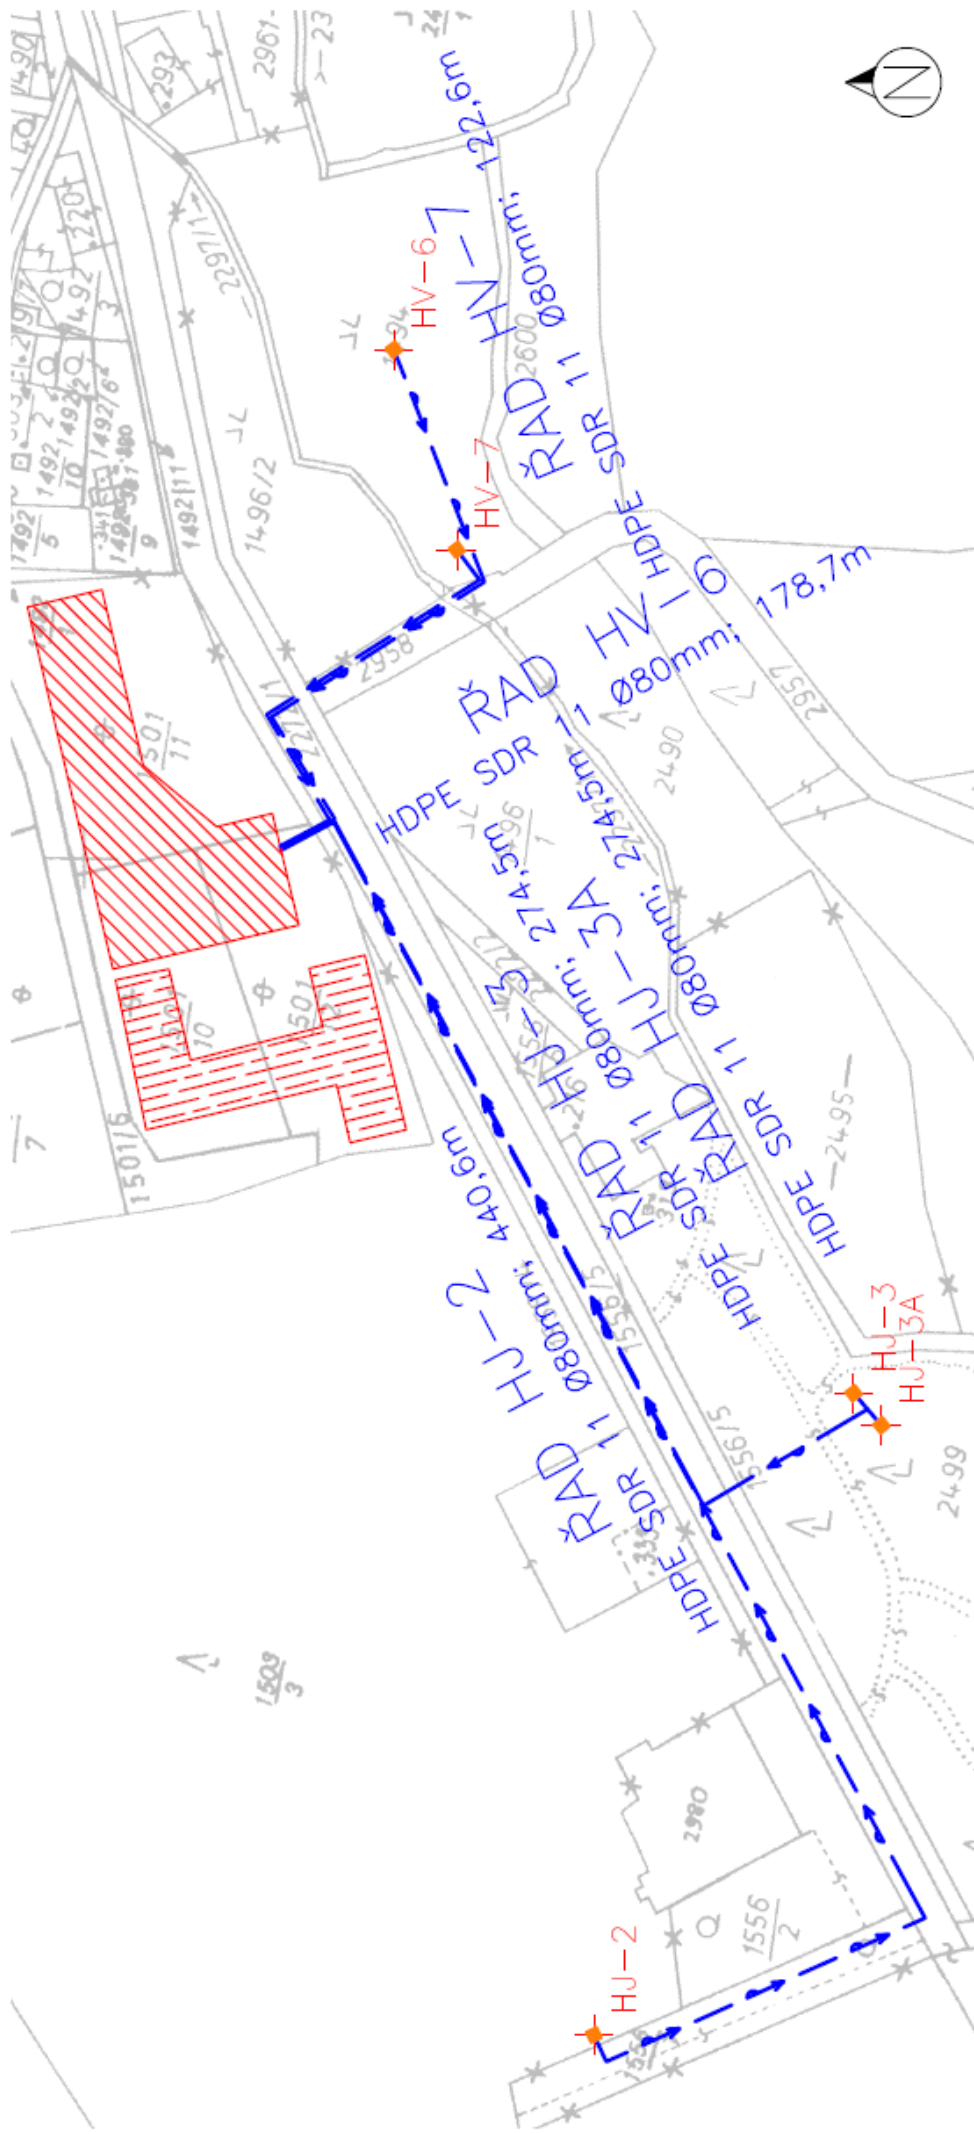 N
HV-6
ŘAD HV-7
HDPE SDR 11 Ø80mm; 122,6m
HV-7
ŘAD HV-6
HDPE SDR 11 Ø80mm; 178,7m
ŘAD HJ-3
HDPE SDR 11 Ø80mm; 274,5m
ŘAD HJ-3A
HDPE SDR 11 Ø80mm; 274,5m
ŘAD HJ-2
HDPE SDR 11 Ø80mm; 440,6m
HJ-3
HJ-3A
HJ-2
.293
2961
2297/1
1496/2
1492/11
2600
2958
2957
2490
2495
2499
1501
11
1501/6
1556/5
1556/5
1509
3
2980
1556
2